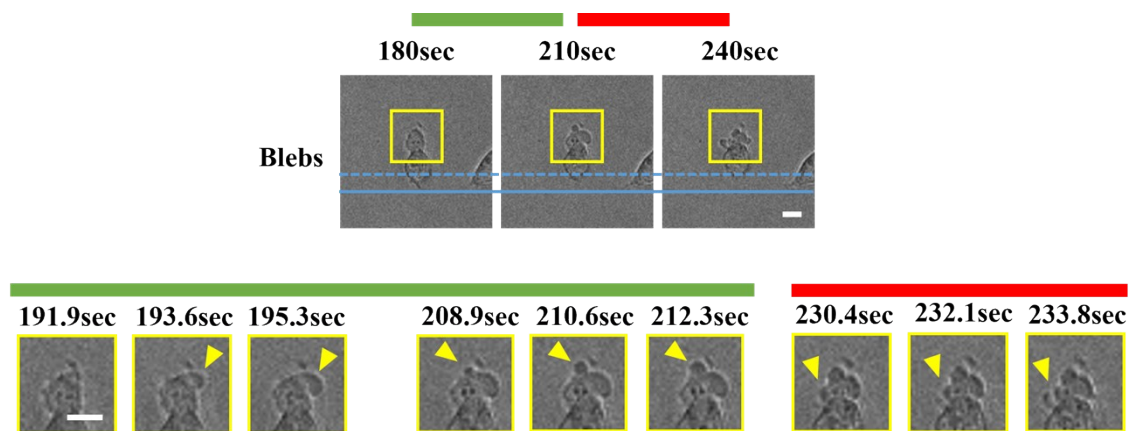 180sec 210sec 240sec
Blebs
191.9sec 193.6sec 195.3sec 208.9sec 210.6sec 212.3sec 230.4sec 232.1sec 233.8sec